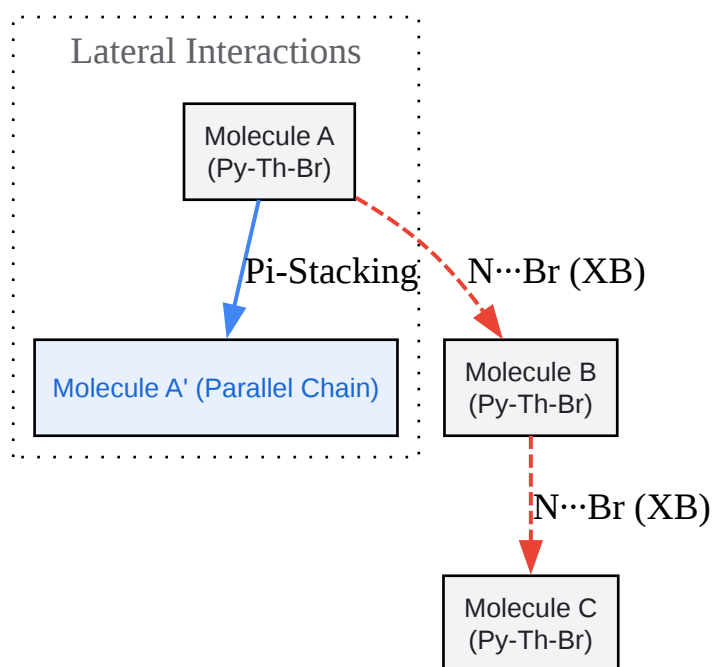 Lateral Interactions
Molecule A
(Py-Th-Br)
Pi-Stacking
N···Br (XB)
Molecule A' (Parallel Chain)
Molecule B
(Py-Th-Br)
N···Br (XB)
Molecule C
(Py-Th-Br)